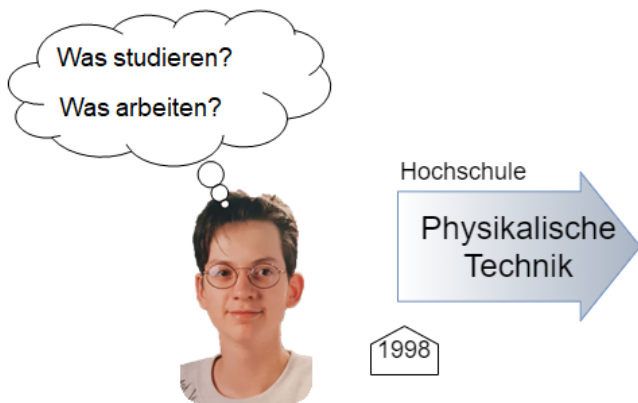 Was studieren?
Was arbeiten?
Hochschule
Physikalische
Technik
1998